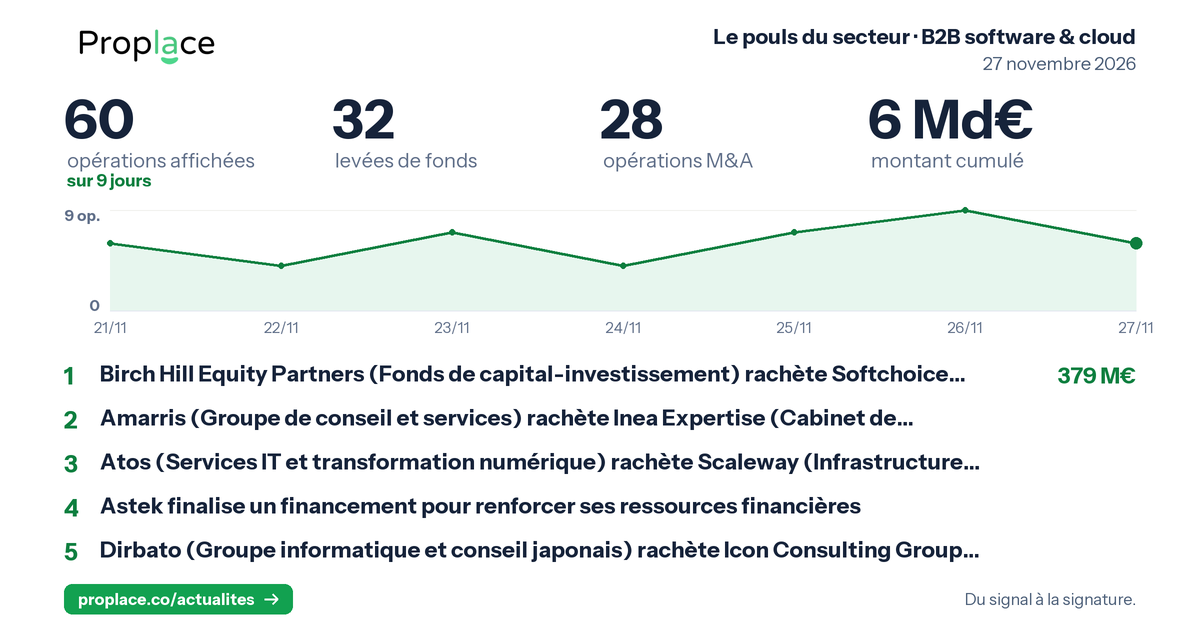 Proplace
Le pouls du secteur · B2B software & cloud
27 novembre 2026
60
opérations affichées
sur 9 jours
32
levées de fonds
28
opérations M&A
6 Md€
montant cumulé
9 op.
0
21/11 22/11 23/11 24/11 25/11 26/11 27/11
1 Birch Hill Equity Partners (Fonds de capital-investissement) rachète Softchoice... 379 M€
2 Amarris (Groupe de conseil et services) rachète Inea Expertise (Cabinet de...
3 Atos (Services IT et transformation numérique) rachète Scaleway (Infrastructure...
4 Astek finalise un financement pour renforcer ses ressources financières
5 Dirbato (Groupe informatique et conseil japonais) rachète Icon Consulting Group...
proplace.co/actualites →
Du signal à la signature.